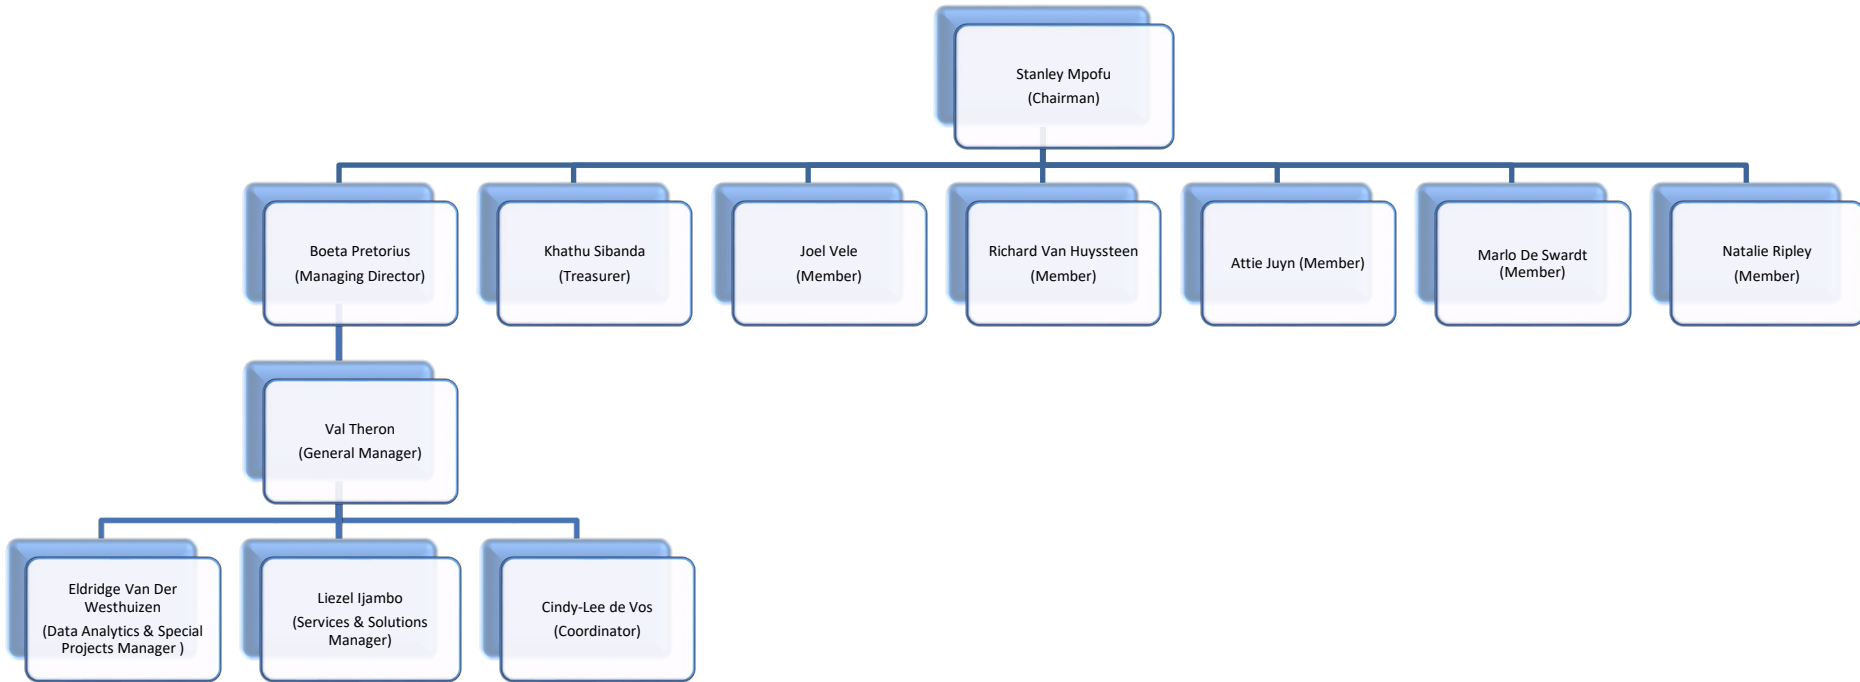 Stanley Mpofu
(Chairman)
Boeta Pretorius
(Managing Director)
Khathu Sibanda
(Treasurer)
Joel Vele
(Member)
Richard Van Huyssteen
(Member)
Attie Juyn (Member)
Marlo De Swardt
(Member)
Natalie Ripley
(Member)
Val Theron
(General Manager)
Eldridge Van Der
Westhuizen
(Data Analytics & Special
Projects Manager )
Liezel Ijambo
(Services & Solutions
Manager)
Cindy-Lee de Vos
(Coordinator)